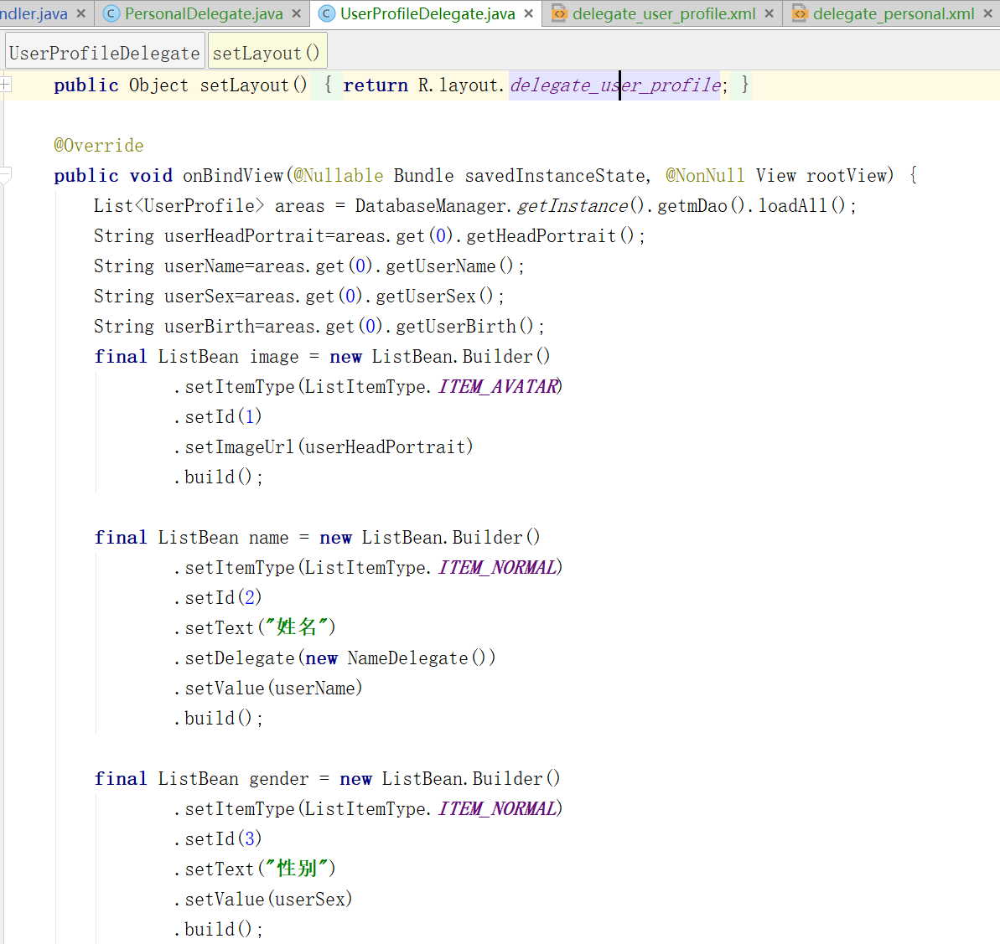 ndler.java
PersonalDelegate.java
UserProfileDelegate.java
delegate_user_profile.xml
delegate_personal.xml
UserProfileDelegate
setLayout()
public Object setLayout() { return R.layout.delegate_user_profile; }
@Override
public void onBindView(@Nullable Bundle savedInstanceState, @NonNull View rootView) {
List<UserProfile> areas = DatabaseManager.getInstance().getmDao().loadAll();
String userHeadPortrait=areas.get(0).getHeadPortrait();
String userName=areas.get(0).getUserName();
String userSex=areas.get(0).getUserSex();
String userBirth=areas.get(0).getUserBirth();
final ListBean image = new ListBean.Builder()
.setItemType(ListItemType.ITEM_AVATAR)
.setId(1)
.setImageUrl(userHeadPortrait)
.build();
final ListBean name = new ListBean.Builder()
.setItemType(ListItemType.ITEM_NORMAL)
.setId(2)
.setText("姓名")
.setDelegate(new NameDelegate())
.setValue(userName)
.build();
final ListBean gender = new ListBean.Builder()
.setItemType(ListItemType.ITEM_NORMAL)
.setId(3)
.setText("性别")
.setValue(userSex)
.build();